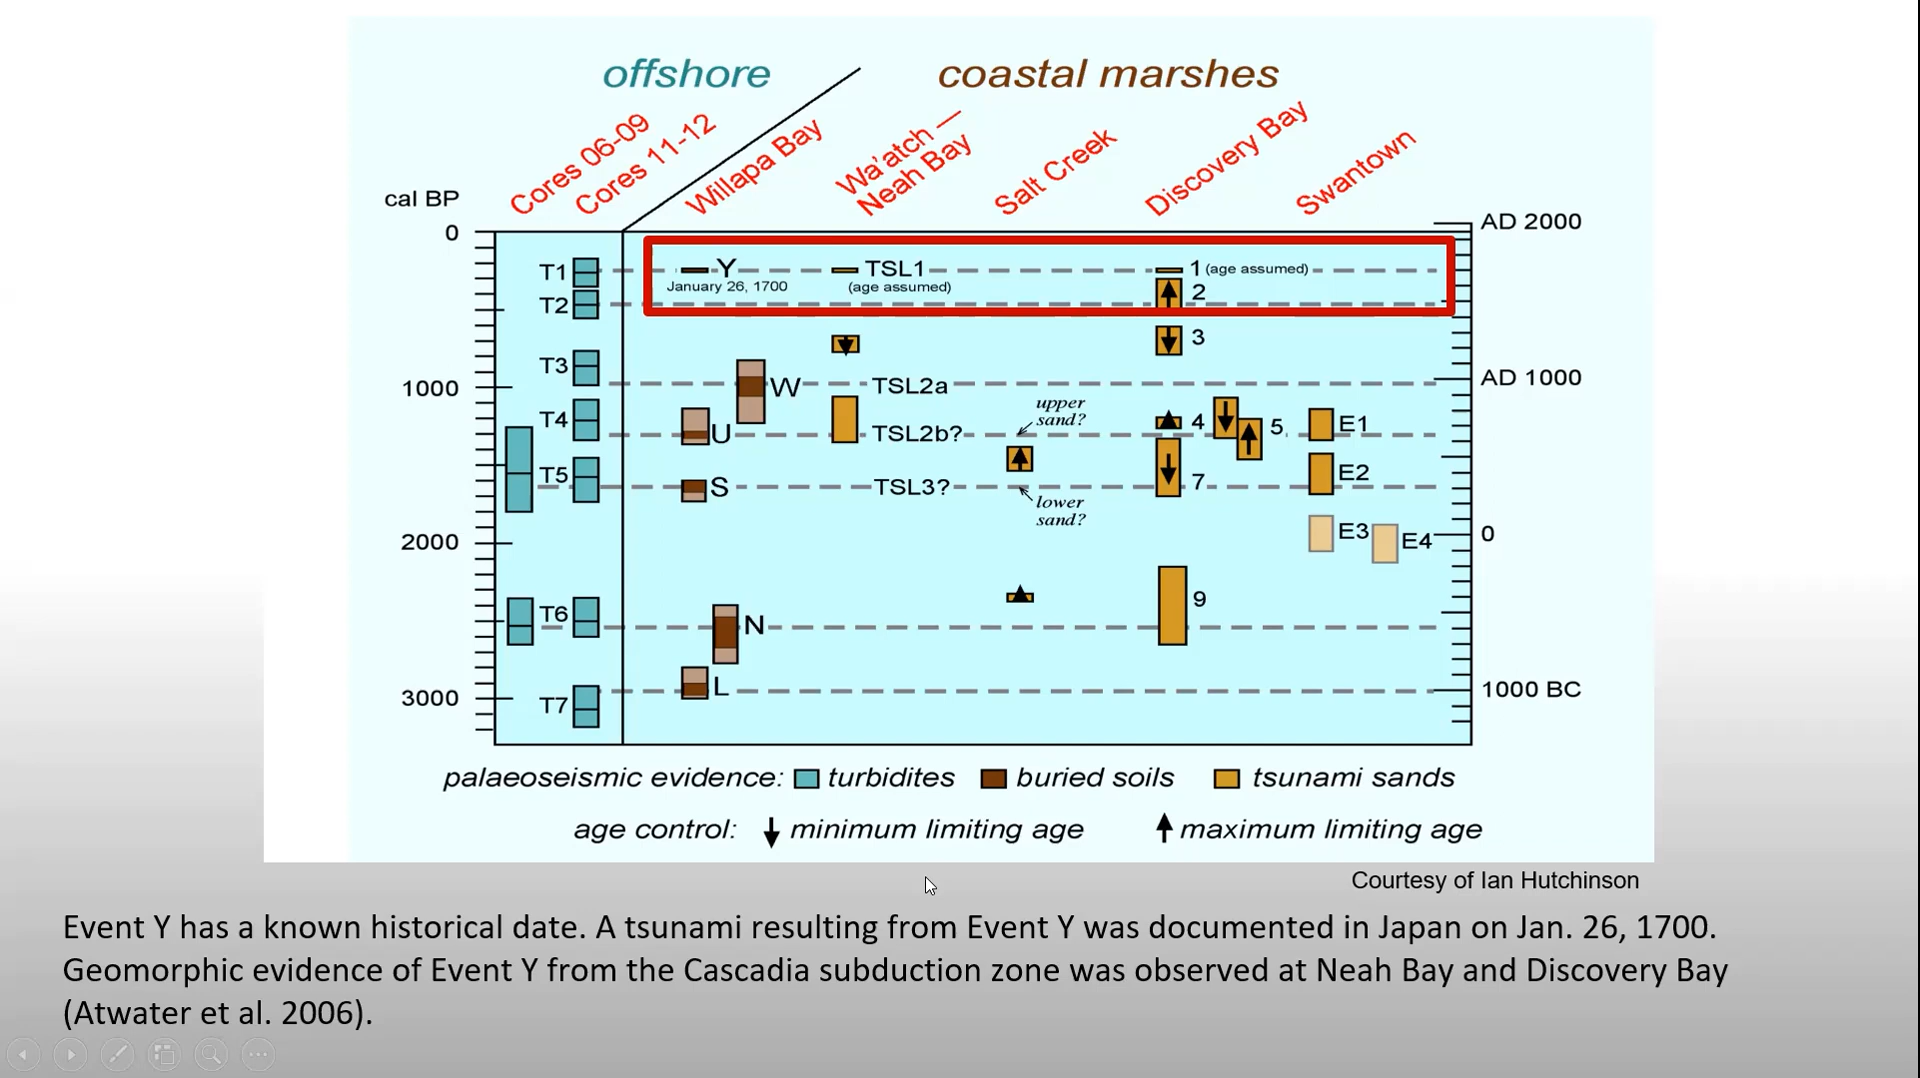 offshore
coastal marshes
Cores 06-09
Cores 11-12
Willapa Bay
Wa'atch —
Neah Bay
Salt Creek
Discovery Bay
Swantown
cal BP
AD 2000
0
T1
Y
TSL1
1 (age assumed)
January 26, 1700
(age assumed)
2
T2
3
T3
1000
W
TSL2a
AD 1000
upper
sand?
T4
U
TSL2b?
4
5
E1
T5
S
TSL3?
7
E2
lower
sand?
2000
E3
E4
0
T6
N
9
L
3000
T7
1000 BC
palaeoseismic evidence: turbidites buried soils tsunami sands
age control: minimum limiting age maximum limiting age
Courtesy of Ian Hutchinson
Event Y has a known historical date. A tsunami resulting from Event Y was documented in Japan on Jan. 26, 1700.
Geomorphic evidence of Event Y from the Cascadia subduction zone was observed at Neah Bay and Discovery Bay
(Atwater et al. 2006).